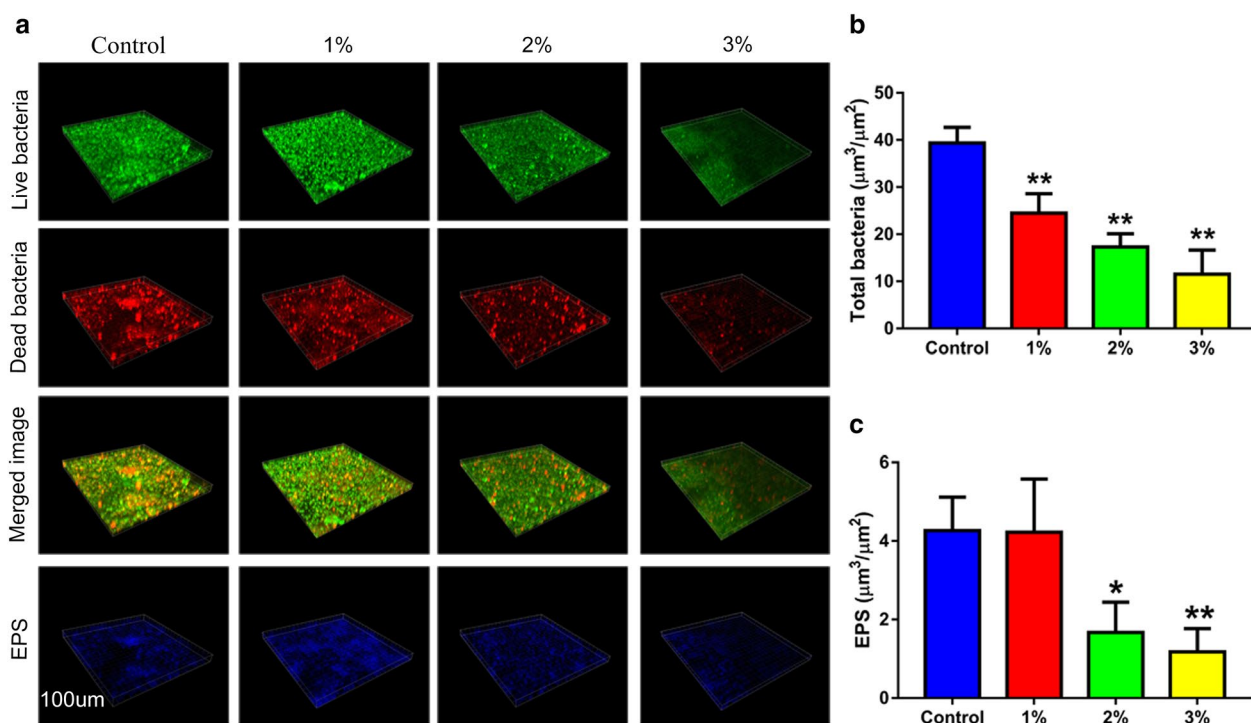 a
Control
1%
2%
3%
Live bacteria
Dead bacteria
Merged image
EPS
100um
b
Total bacteria (μm³/μm²)
50
40
30
20
10
0
**
**
**
Control
1%
2%
3%
c
EPS (μm³/μm²)
6
4
2
0
*
**
Control
1%
2%
3%